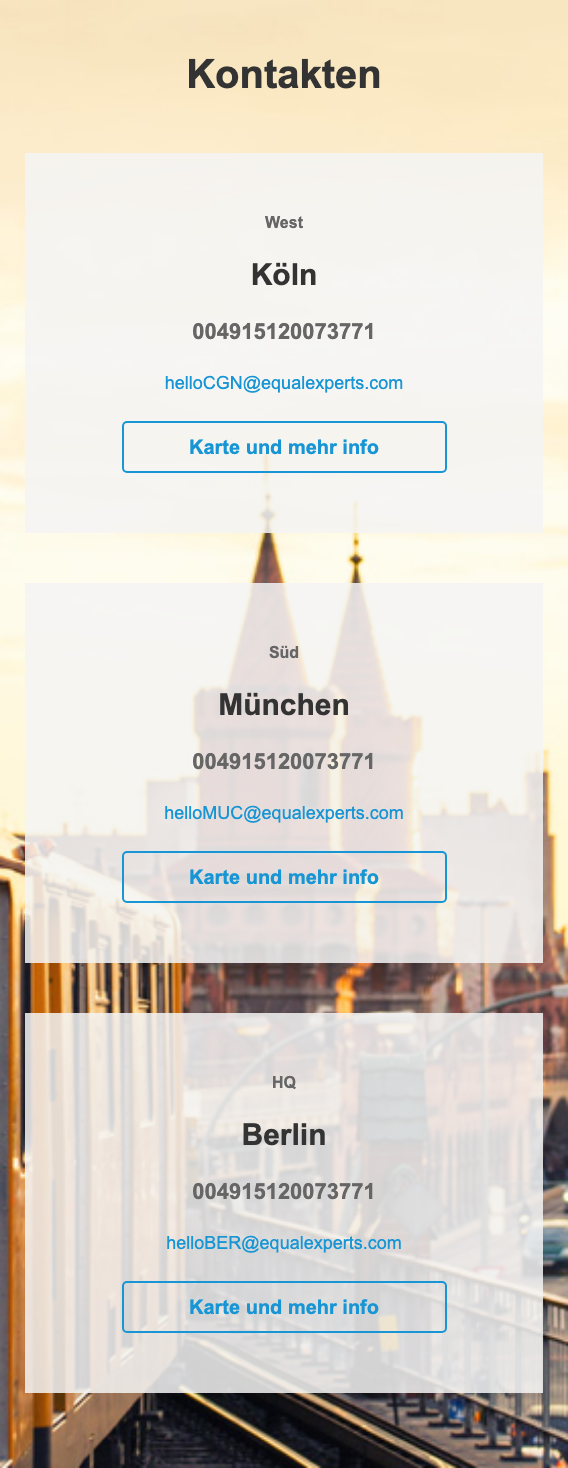 Kontakten
West
Köln
004915120073771
helloCGN@equalexperts.com
Karte und mehr info
Süd
München
004915120073771
helloMUC@equalexperts.com
Karte und mehr info
HQ
Berlin
004915120073771
helloBER@equalexperts.com
Karte und mehr info